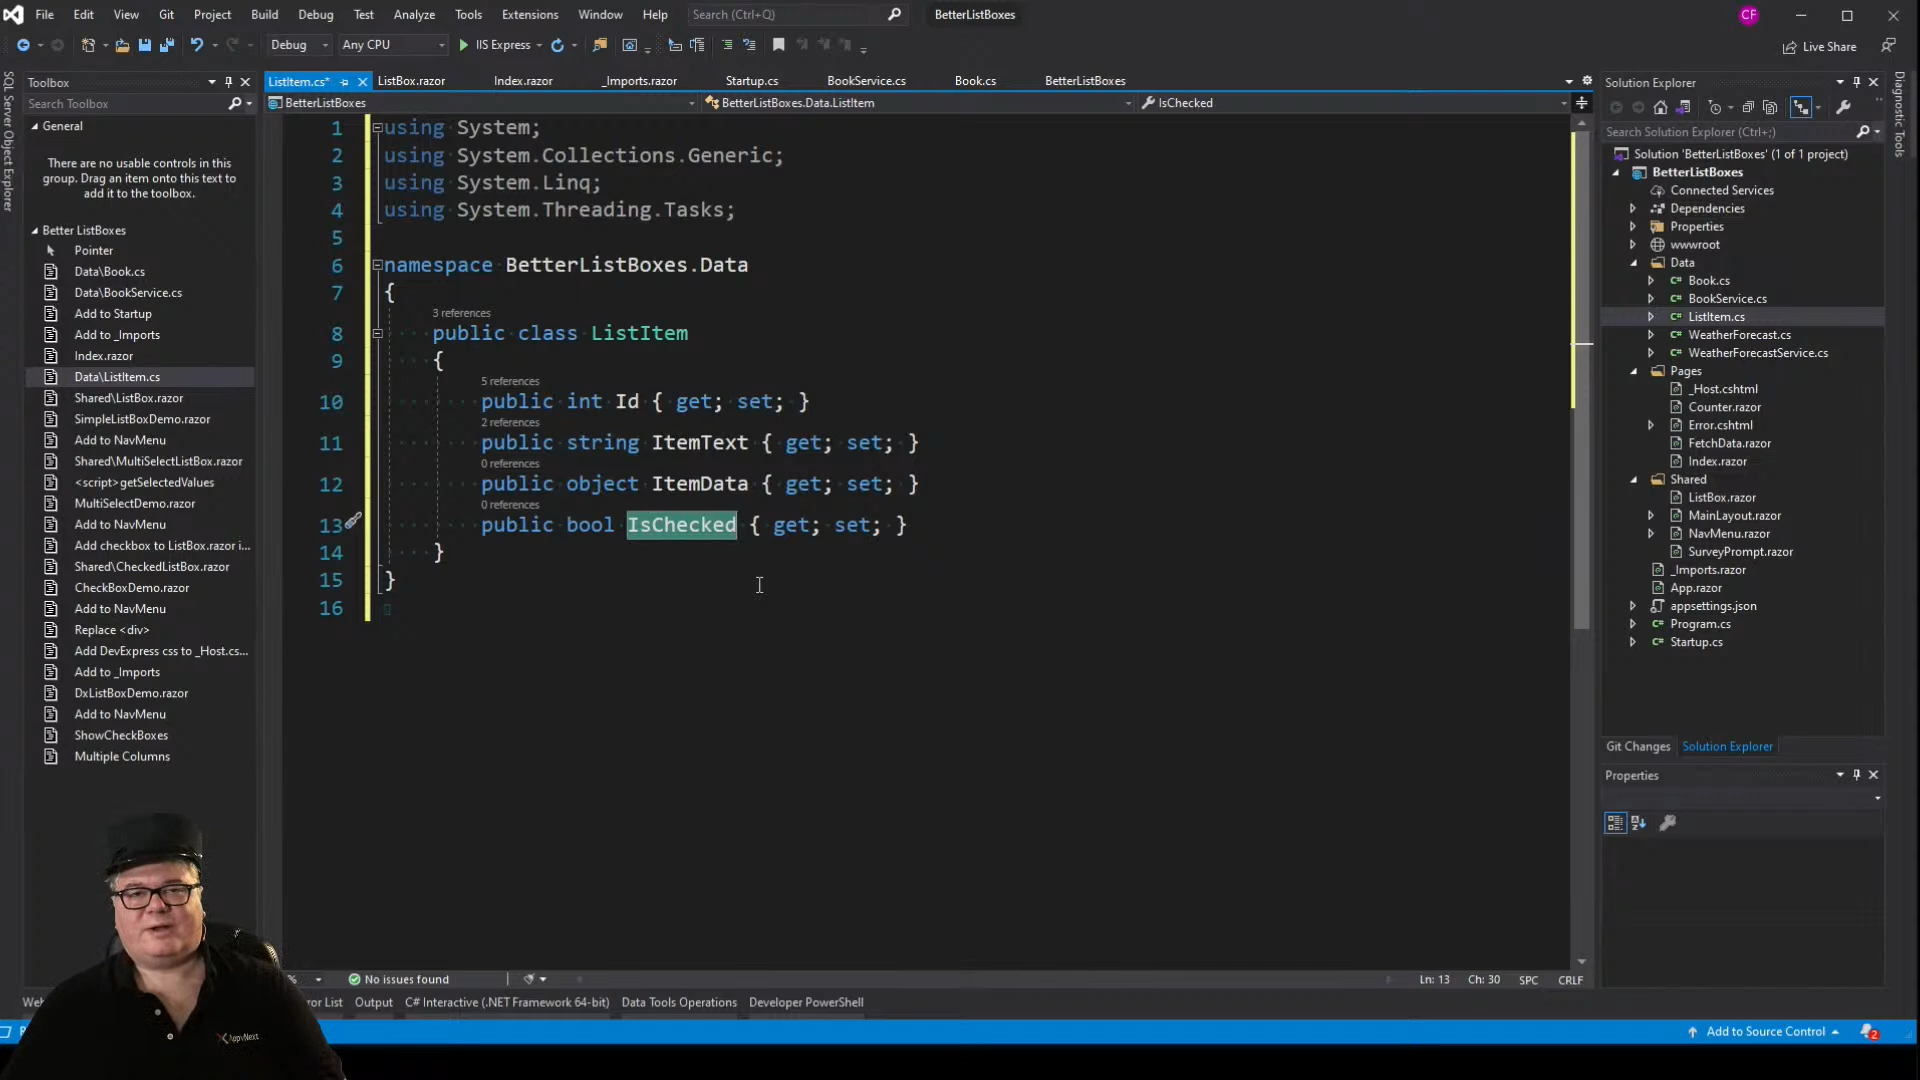 File Edit View Git Project Build Debug Test Analyze Tools Extensions Window Help Search (Ctrl+Q) BetterListBoxes CF
Debug Any CPU IIS Express Live Share
SQL Server Object Explorer
Toolbox
Search Toolbox
General
There are no usable controls in this
group. Drag an item onto this text to
add it to the toolbox.
Better ListBoxes
Pointer
Data\Book.cs
Data\BookService.cs
Add to Startup
Add to _Imports
Index.razor
Data\ListItem.cs
Shared\ListBox.razor
SimpleListBoxDemo.razor
Add to NavMenu
Shared\MultiSelectListBox.razor
<script>getSelectedValues
MultiSelectDemo.razor
Add to NavMenu
Add checkbox to ListBox.razor i...
Shared\CheckedListBox.razor
CheckBoxDemo.razor
Add to NavMenu
Replace <div>
Add DevExpress css to _Host.cs...
Add to _Imports
DxListBoxDemo.razor
Add to NavMenu
ShowCheckBoxes
Multiple Columns
ListItem.cs* ListBox.razor Index.razor _Imports.razor Startup.cs BookService.cs Book.cs BetterListBoxes
BetterListBoxes BetterListBoxes.Data.ListItem IsChecked
1 using System;
2 using System.Collections.Generic;
3 using System.Linq;
4 using System.Threading.Tasks;
5
6 namespace BetterListBoxes.Data
7 {
3 references
8 public class ListItem
9 {
5 references
10 public int Id { get; set; }
2 references
11 public string ItemText { get; set; }
0 references
12 public object ItemData { get; set; }
0 references
13 public bool IsChecked { get; set; }
14 }
15 }
16
% No issues found Ln: 13 Ch: 30 SPC CRLF
Output C# Interactive (.NET Framework 64-bit) Data Tools Operations Developer PowerShell
AppvNext
Add to Source Control 2
Solution Explorer
Search Solution Explorer (Ctrl+;)
Solution 'BetterListBoxes' (1 of 1 project)
BetterListBoxes
Connected Services
Dependencies
Properties
wwwroot
Data
C# Book.cs
C# BookService.cs
C# ListItem.cs
C# WeatherForecast.cs
C# WeatherForecastService.cs
Pages
_Host.cshtml
Counter.razor
Error.cshtml
FetchData.razor
Index.razor
Shared
ListBox.razor
MainLayout.razor
NavMenu.razor
SurveyPrompt.razor
_Imports.razor
App.razor
appsettings.json
C# Program.cs
C# Startup.cs
Git Changes Solution Explorer
Properties
Diagnostic Tools